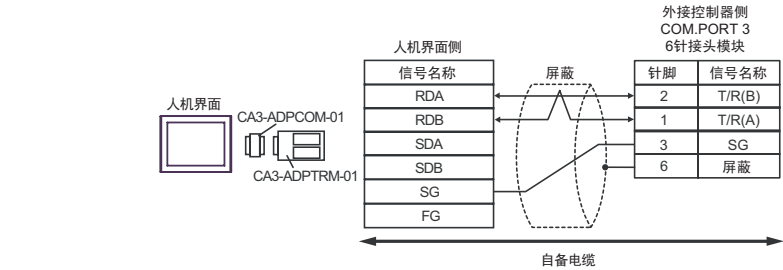 外接控制器侧
COM.PORT 3
6针接头模块
人机界面侧
信号名称
屏蔽
针脚 信号名称
RDA 2 T/R(B)
RDB 1 T/R(A)
SDA 3 SG
SDB 6 屏蔽
SG
FG
人机界面
CA3-ADPCOM-01
CA3-ADPTRM-01
自备电缆